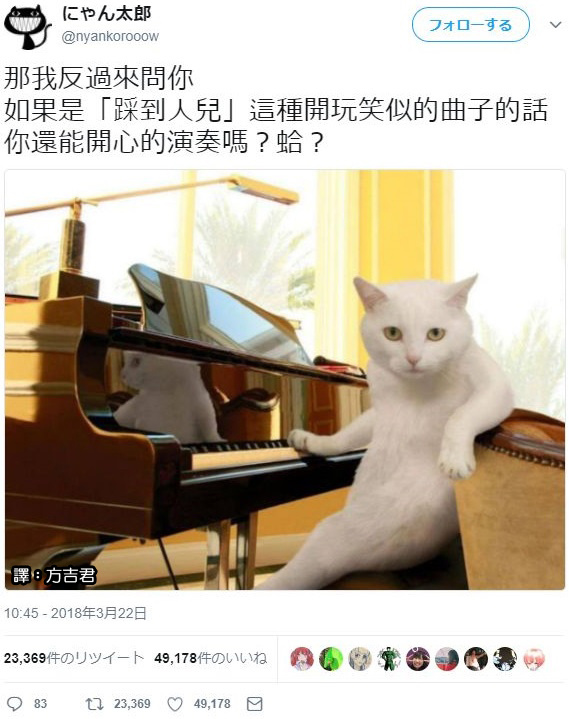 にゃん太郎
@nyankorooow
フォローする
那我反過來問你
如果是「踩到人兒」這種開玩笑似的曲子的話
你還能開心的演奏嗎？蛤？
譯：方吉君
10:45 - 2018年3月22日
23,369件のリツイート 49,178件のいいね
83 23,369 49,178